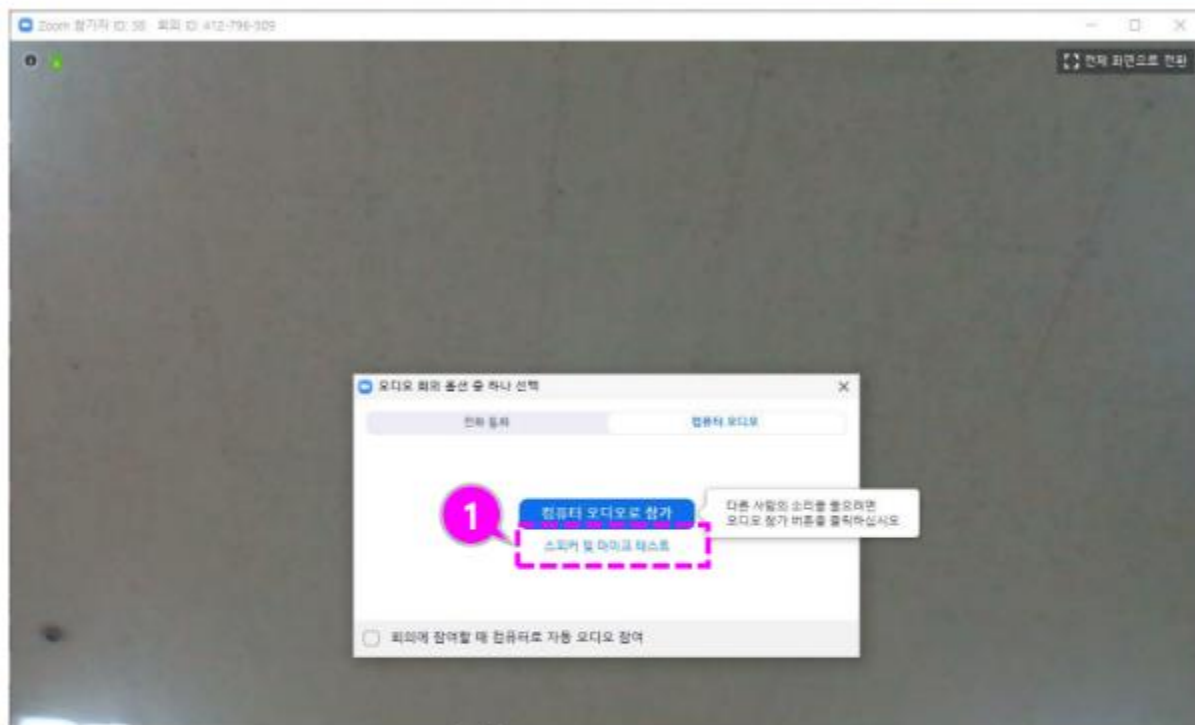 Zoom 참가자 ID: 38 회의 ID: 412-796-509
전체 화면으로 전환
오디오 회의 옵션 중 하나 선택
전화 통화
컴퓨터 오디오
1
컴퓨터 오디오로 참가
다른 사람의 소리를 들으려면
오디오 참가 버튼을 클릭하십시오
스피커 및 마이크 테스트
회의에 참여할 때 컴퓨터로 자동 오디오 참여